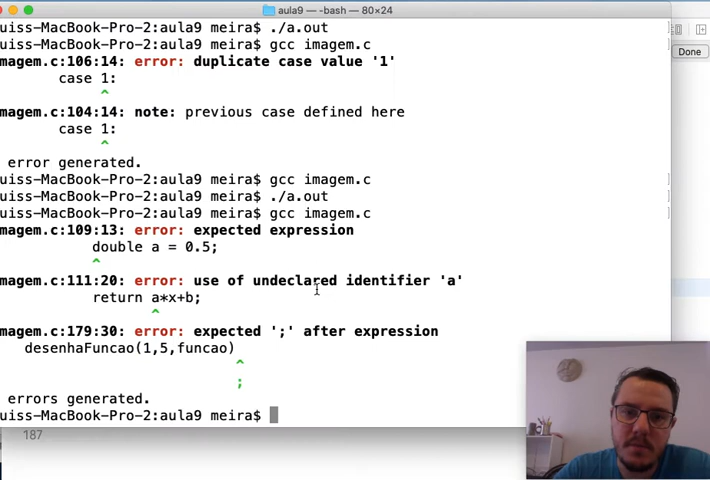 aula9 — -bash — 80×24
uiss-MacBook-Pro-2:aula9 meira$ ./a.out
uiss-MacBook-Pro-2:aula9 meira$ gcc imagem.c
magem.c:106:14: error: duplicate case value '1'
case 1:
^
magem.c:104:14: note: previous case defined here
case 1:
^
error generated.
uiss-MacBook-Pro-2:aula9 meira$ gcc imagem.c
uiss-MacBook-Pro-2:aula9 meira$ ./a.out
uiss-MacBook-Pro-2:aula9 meira$ gcc imagem.c
magem.c:109:13: error: expected expression
double a = 0.5;
^
magem.c:111:20: error: use of undeclared identifier 'a'
return a*x+b;
^
magem.c:179:30: error: expected ';' after expression
desenhaFuncao(1,5,funcao)
^
;
errors generated.
uiss-MacBook-Pro-2:aula9 meira$
187
Done